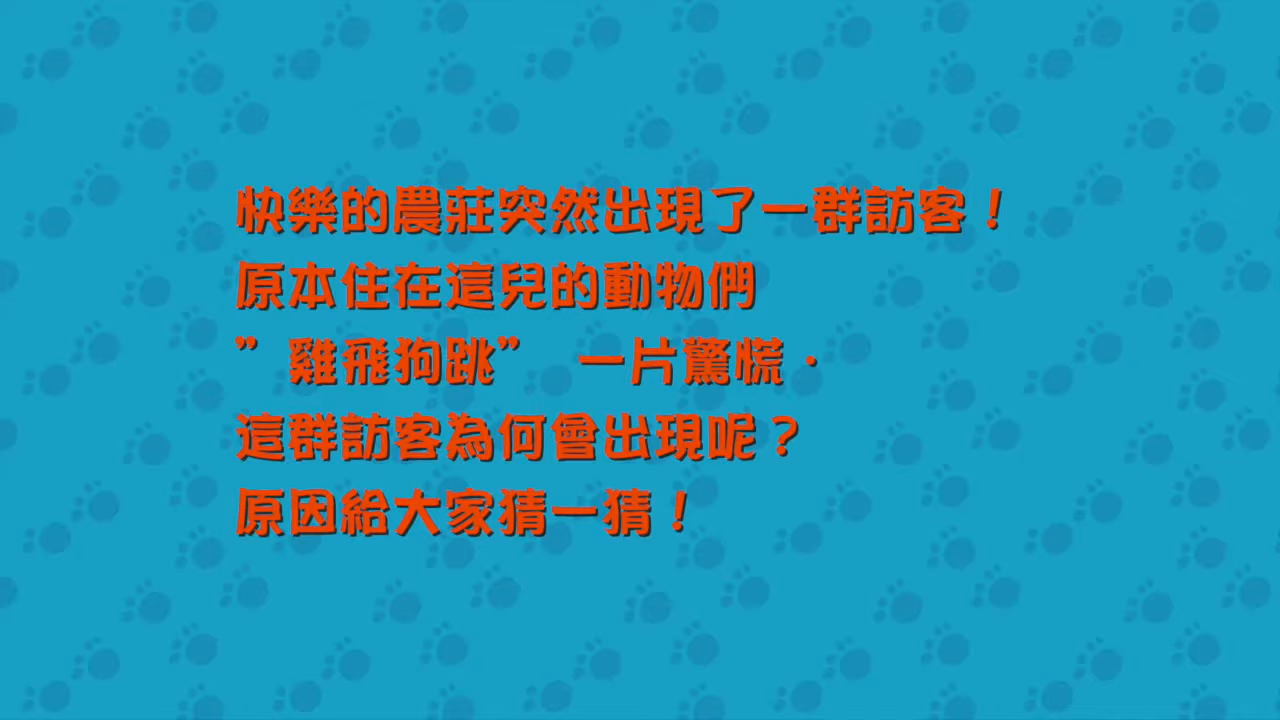 快樂的農莊突然出現了一群訪客！
原本住在這兒的動物們
”雞飛狗跳” 一片驚慌．
這群訪客為何會出現呢？
原因給大家猜一猜！